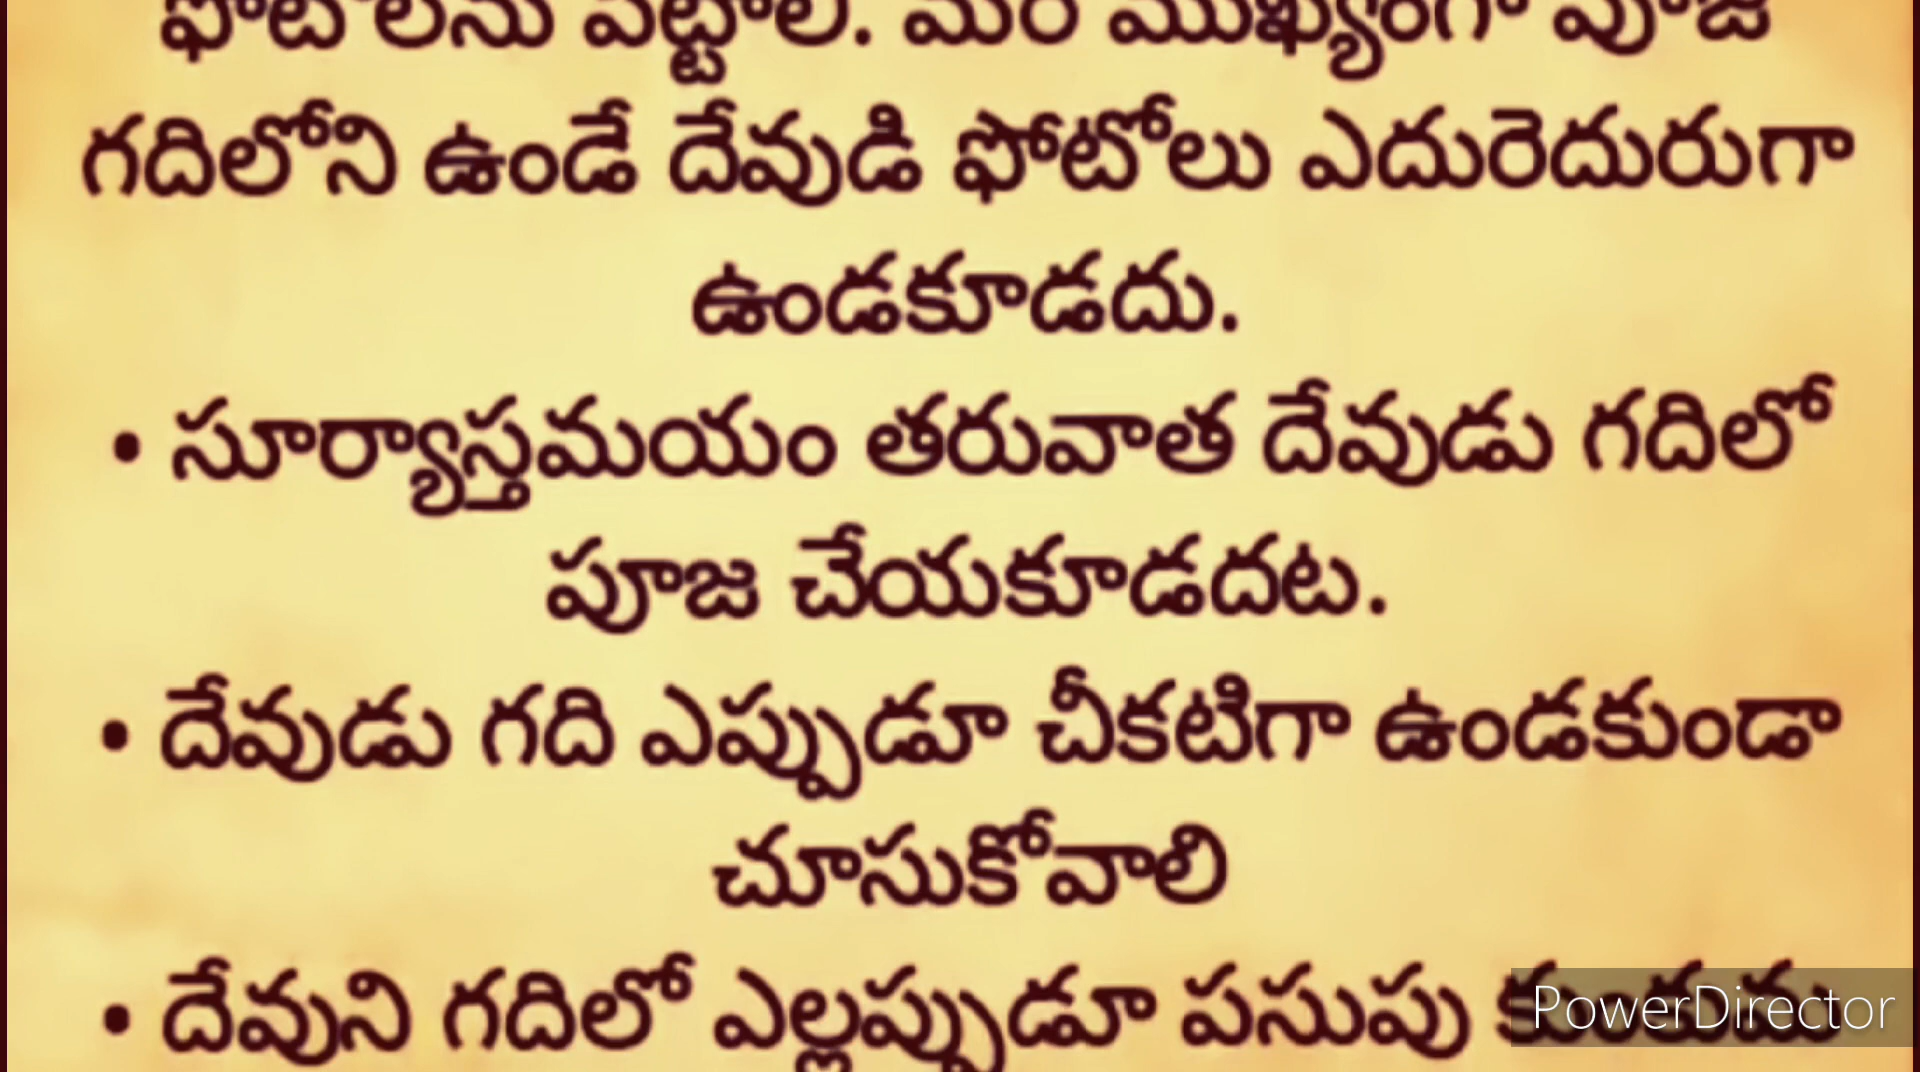 ఫోటోలను పెట్టాలి. మరీ ముఖ్యంగా పూజ
గదిలోని ఉండే దేవుడి ఫోటోలు ఎదురెదురుగా
ఉండకూడదు.
• సూర్యాస్తమయం తరువాత దేవుడు గదిలో
పూజ చేయకూడదట.
• దేవుడు గది ఎప్పుడూ చీకటిగా ఉండకుండా
చూసుకోవాలి
• దేవుని గదిలో ఎల్లప్పుడూ పసుపు
PowerDirector